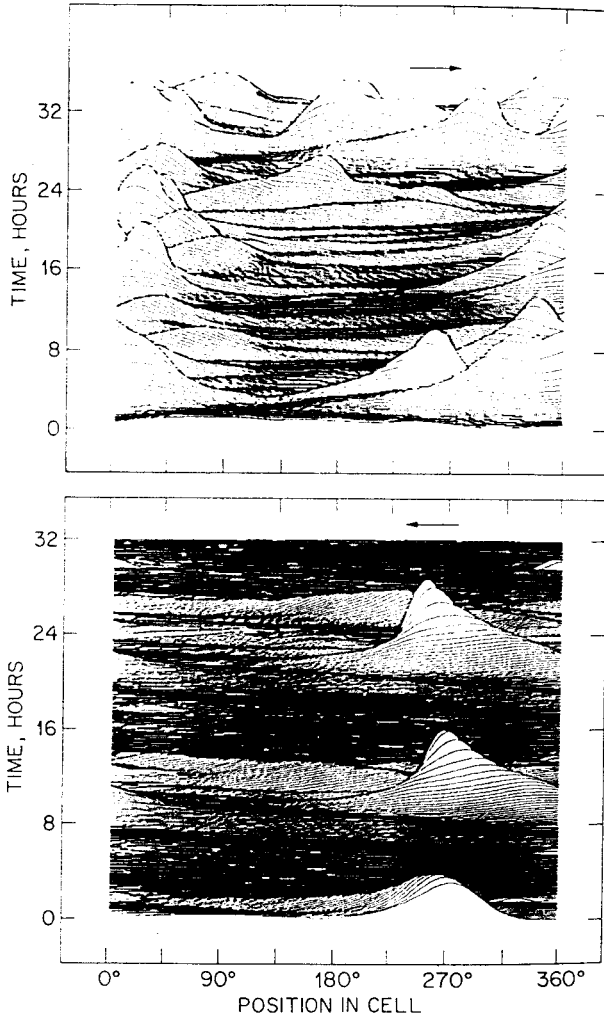 32
24
16
8
0
TIME, HOURS
32
24
16
8
0
TIME, HOURS
0° 90° 180° 270° 360°
POSITION IN CELL